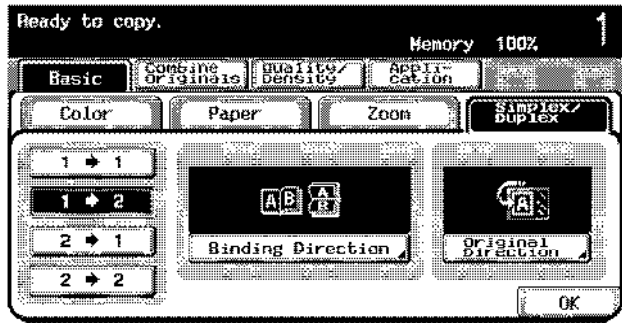 Ready to copy.
1
Memory 100%
Basic
Combine
Originals
Quality/
Density
Appli-
cation
Color
Paper
Zoom
Simplex/
Duplex
1 → 1
1 → 2
2 → 1
2 → 2
AB
A
B
Binding Direction
A
Original
Direction
OK